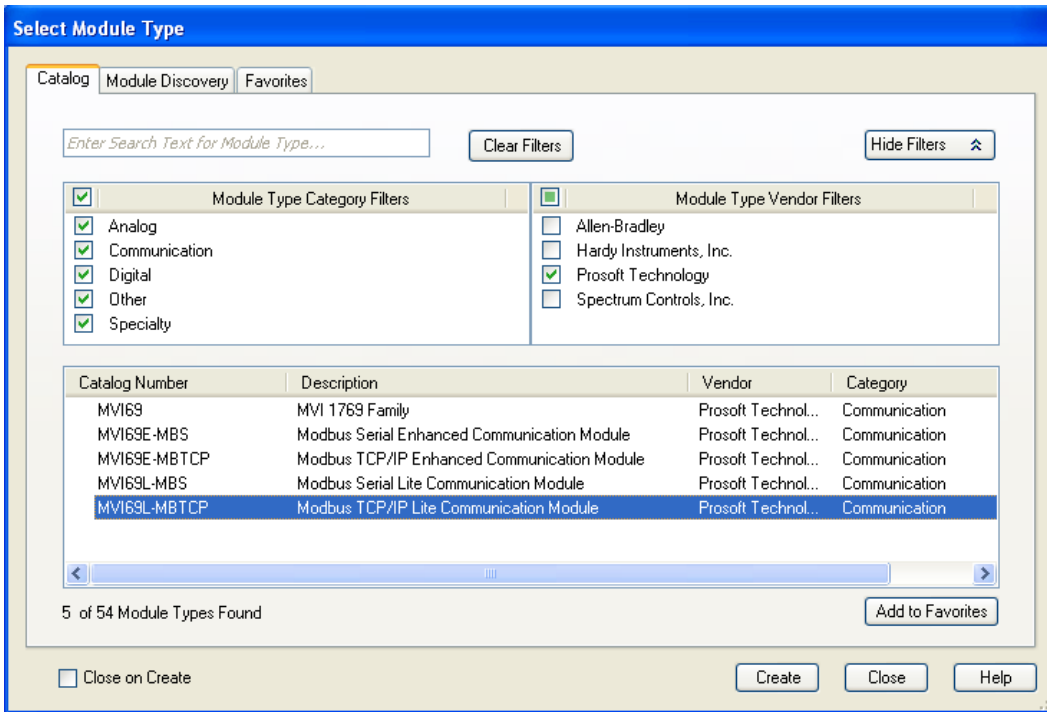 Select Module Type
Catalog Module Discovery Favorites
Enter Search Text for Module Type... Clear Filters Hide Filters
Module Type Category Filters Module Type Vendor Filters
Analog Allen-Bradley
Communication Hardy Instruments, Inc.
Digital Prosoft Technology
Other Spectrum Controls, Inc.
Specialty
Catalog Number Description Vendor Category
MVI69 MVI 1769 Family Prosoft Technol... Communication
MVI69E-MBS Modbus Serial Enhanced Communication Module Prosoft Technol... Communication
MVI69E-MBTCP Modbus TCP/IP Enhanced Communication Module Prosoft Technol... Communication
MVI69L-MBS Modbus Serial Lite Communication Module Prosoft Technol... Communication
MVI69L-MBTCP Modbus TCP/IP Lite Communication Module Prosoft Technol... Communication
5 of 54 Module Types Found Add to Favorites
Close on Create Create Close Help